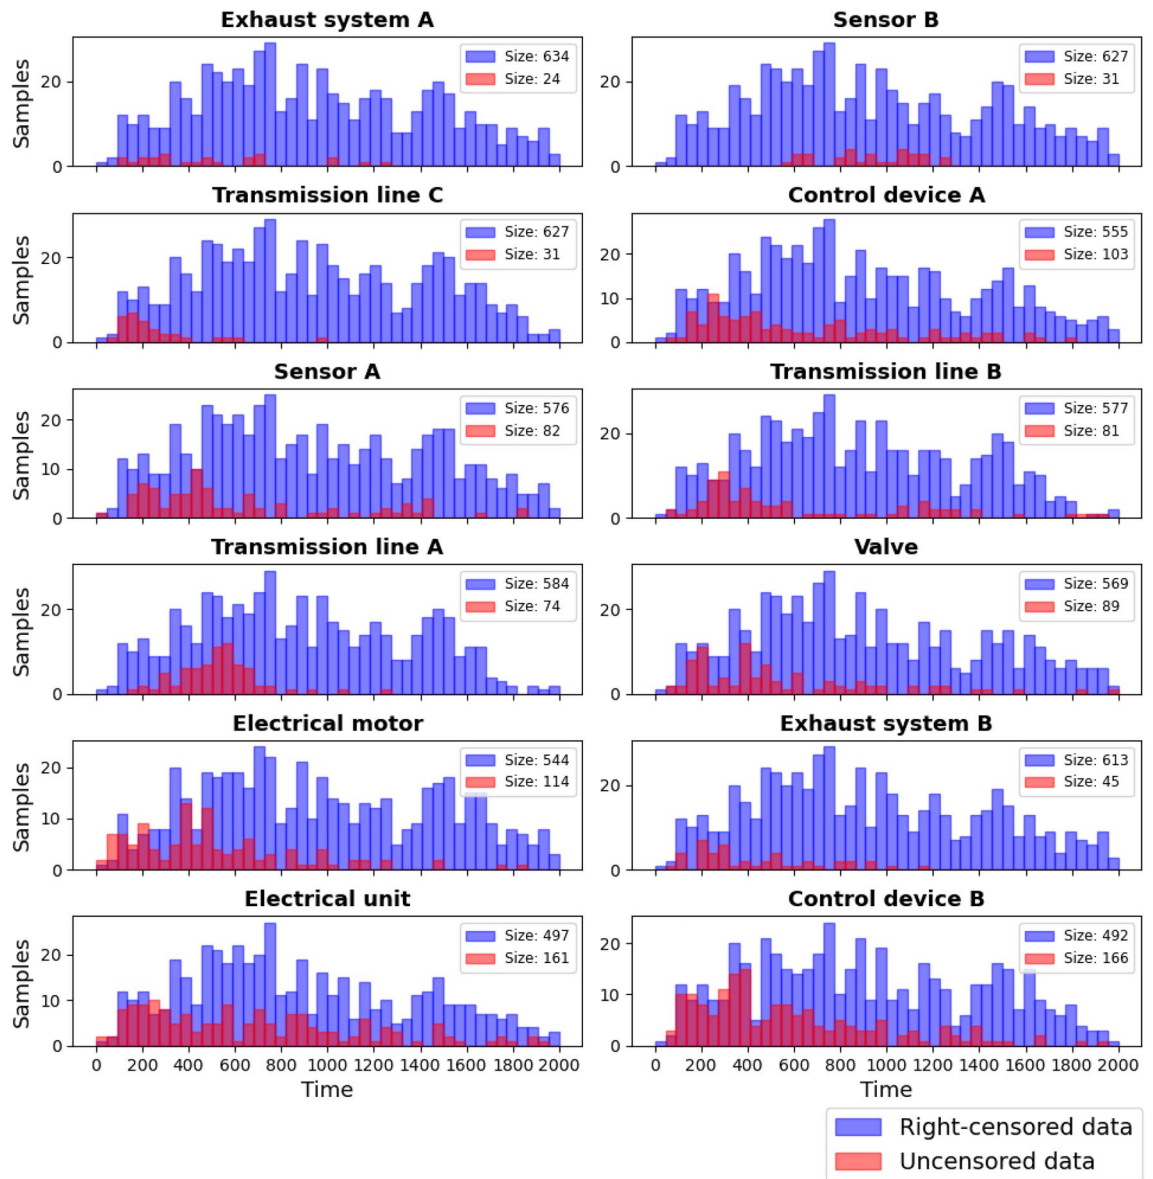 Exhaust system A
Sensor B
Samples
20
0
Size: 634
Size: 24
20
0
Size: 627
Size: 31
Transmission line C
Control device A
Samples
20
0
Size: 627
Size: 31
20
10
0
Size: 555
Size: 103
Sensor A
Transmission line B
Samples
20
10
0
Size: 576
Size: 82
20
0
Size: 577
Size: 81
Transmission line A
Valve
Samples
20
0
Size: 584
Size: 74
20
0
Size: 569
Size: 89
Electrical motor
Exhaust system B
Samples
20
10
0
Size: 544
Size: 114
20
0
Size: 613
Size: 45
Electrical unit
Control device B
Samples
20
10
0
Size: 497
Size: 161
20
10
0
Size: 492
Size: 166
0 200 400 600 800 1000 1200 1400 1600 1800 2000
0 200 400 600 800 1000 1200 1400 1600 1800 2000
Time
Time
Right-censored data
Uncensored data